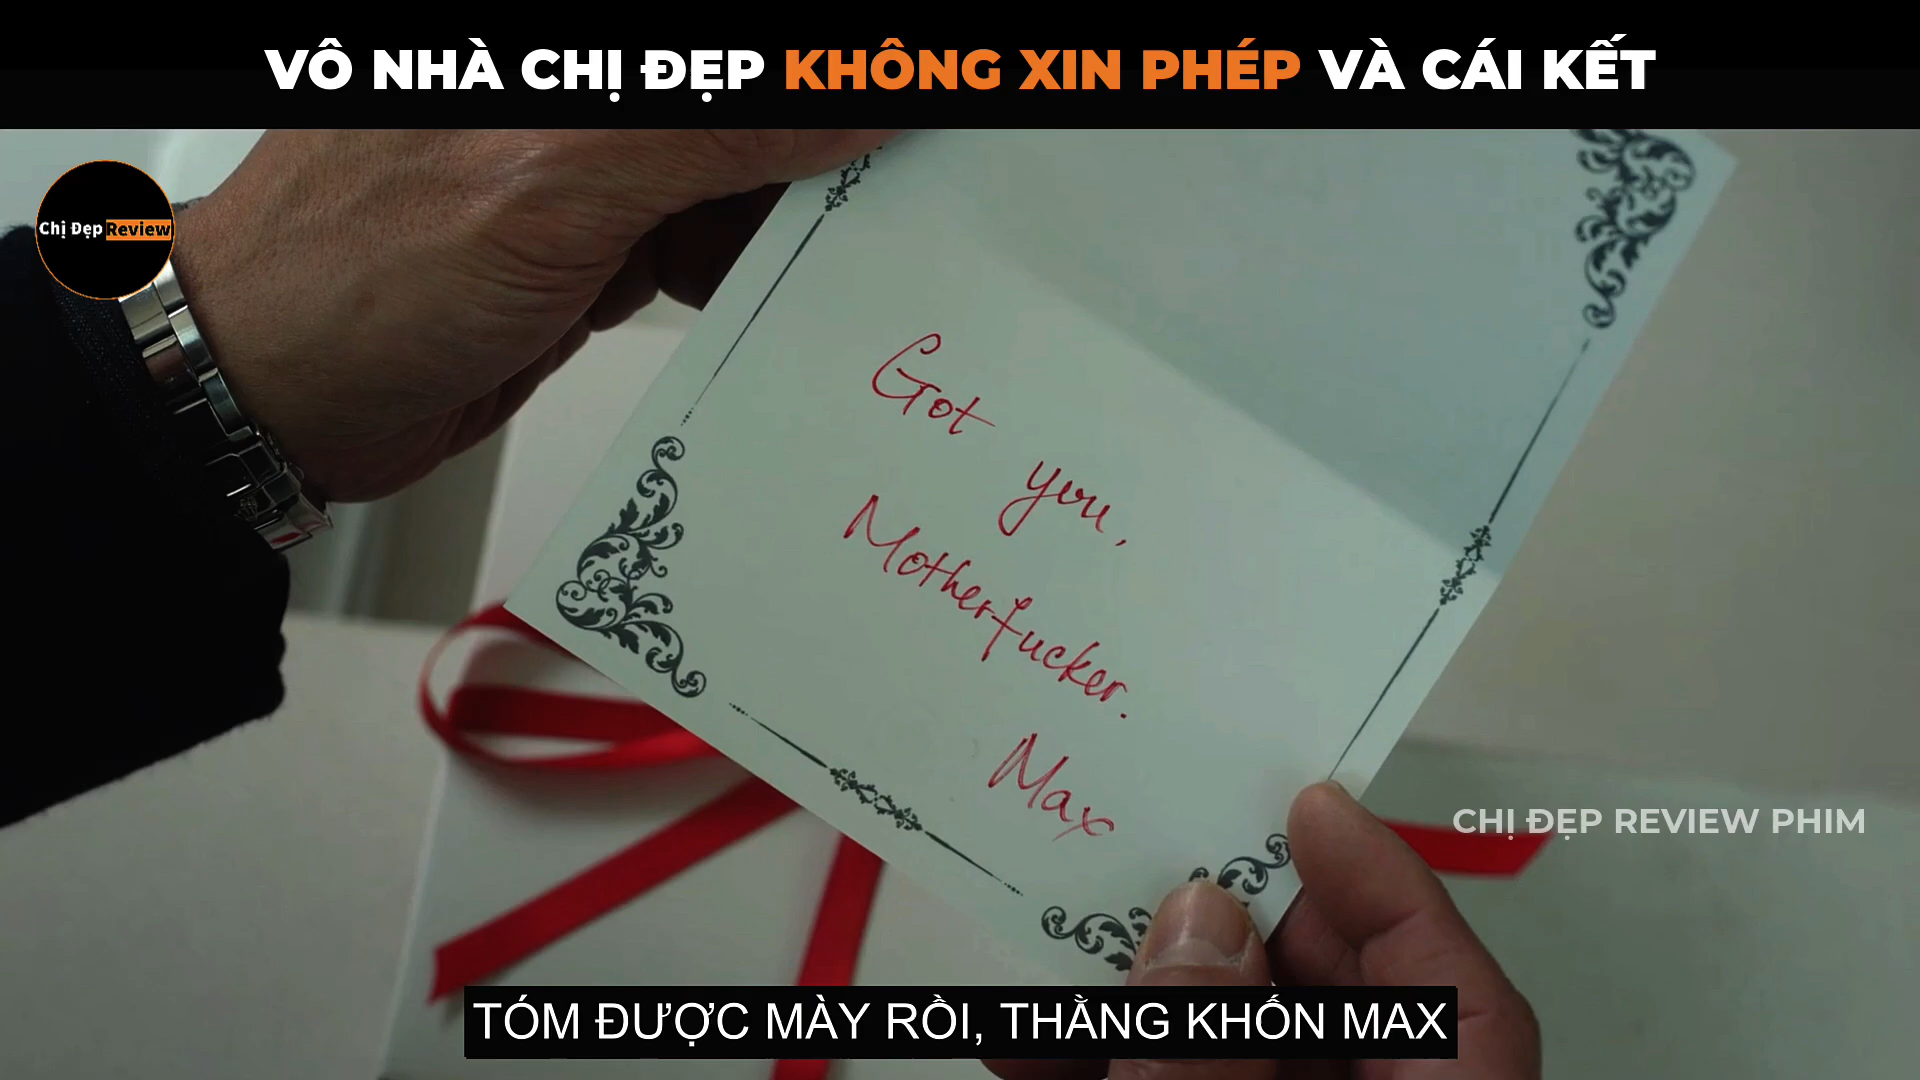 VÔ NHÀ CHỊ ĐẸP KHÔNG XIN PHÉP VÀ CÁI KẾT
Chị Đẹp Review
Got you,
Motherfucker.
Max
CHỊ ĐẸP REVIEW PHIM
TÓM ĐƯỢC MÀY RỒI, THẰNG KHỐN MAX